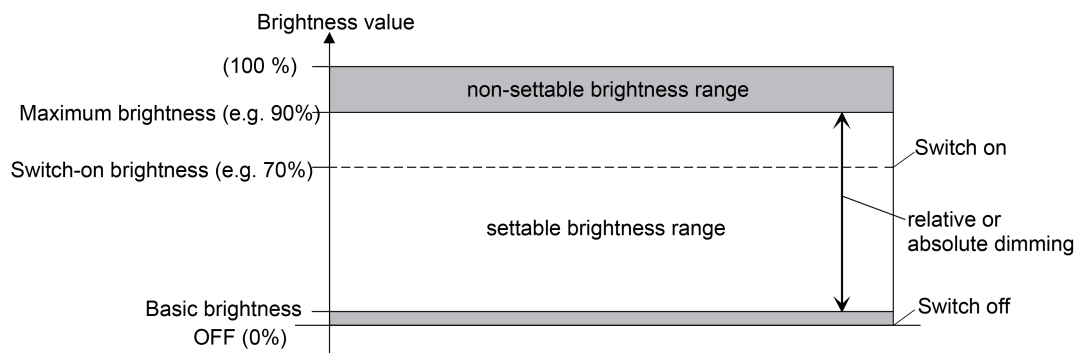 Brightness value
(100 %)
non-settable brightness range
Maximum brightness (e.g. 90%)
Switch on
Switch-on brightness (e.g. 70%)
relative or
absolute dimming
settable brightness range
Basic brightness
Switch off
OFF (0%)